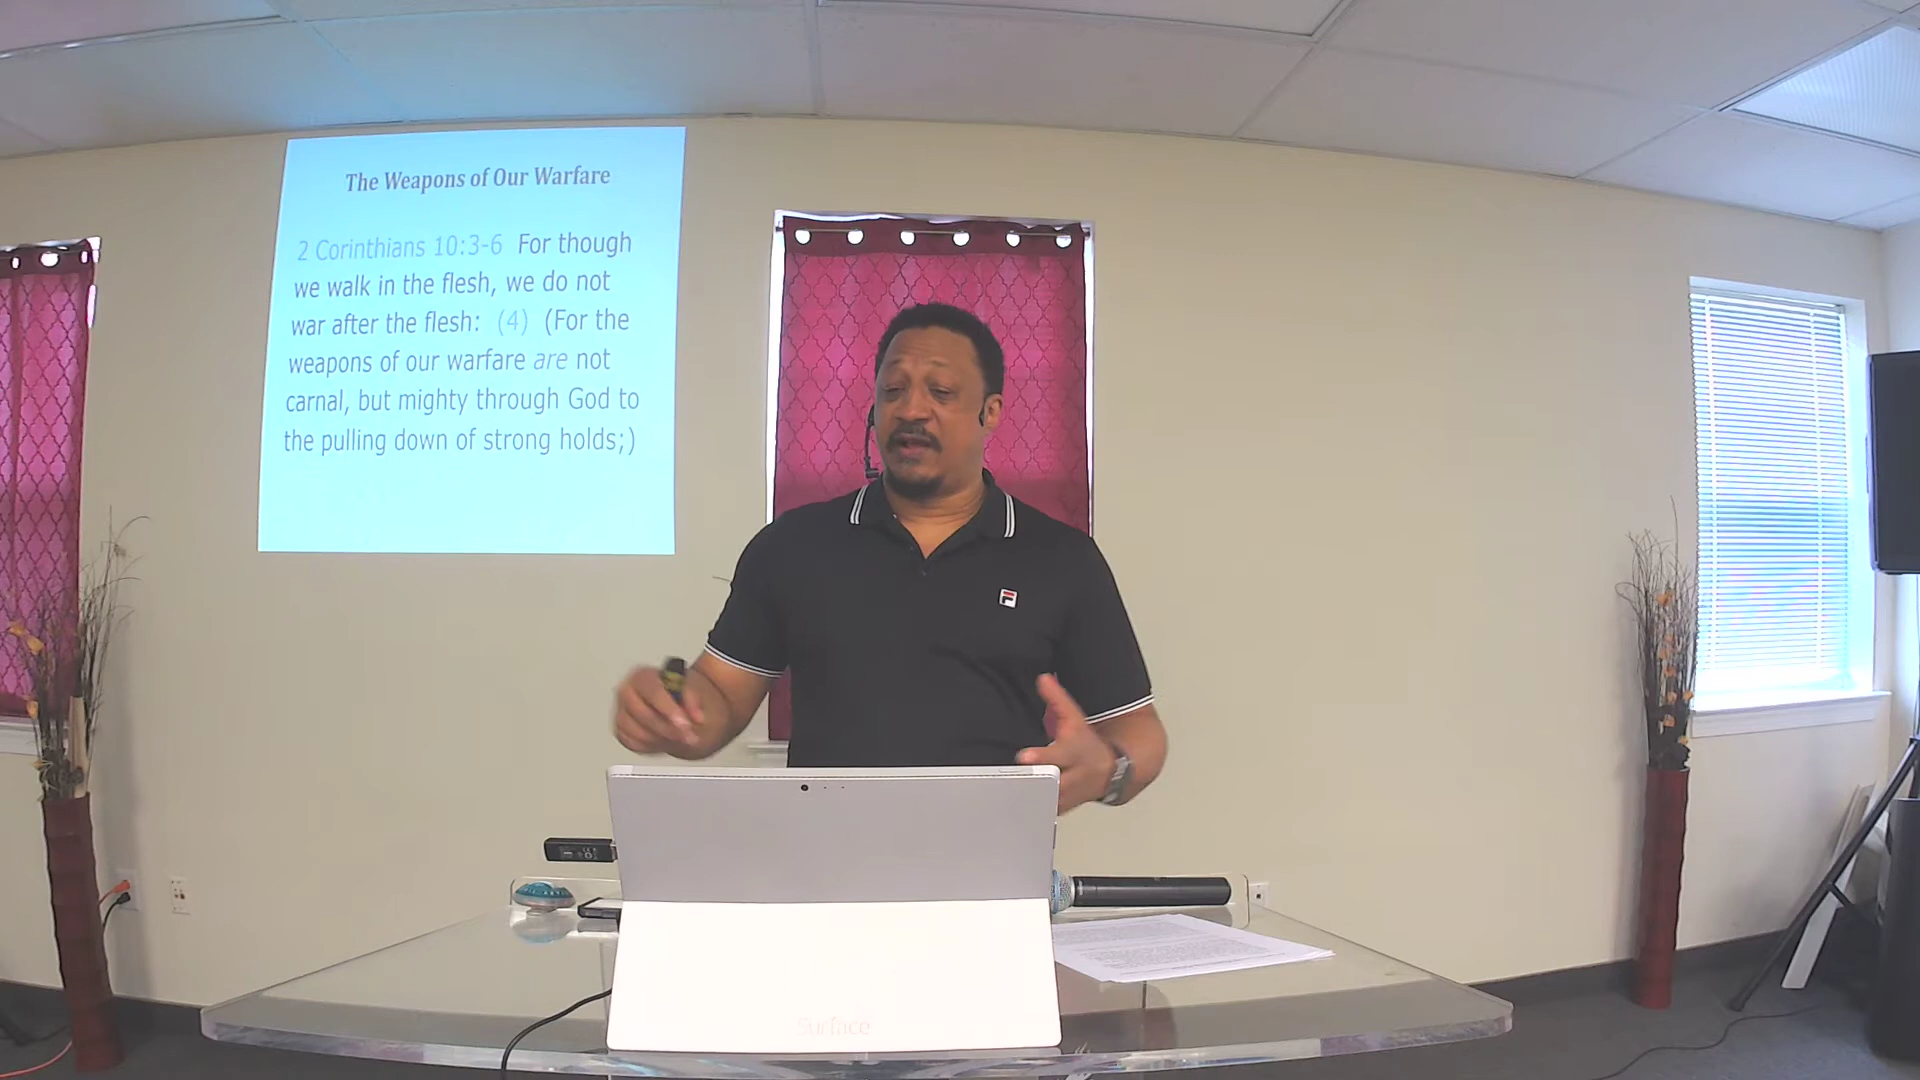 The Weapons of Our Warfare
2 Corinthians 10:3-6 For though
we walk in the flesh, we do not
war after the flesh: (4) (For the
weapons of our warfare are not
carnal, but mighty through God to
the pulling down of strong holds;)
Surface